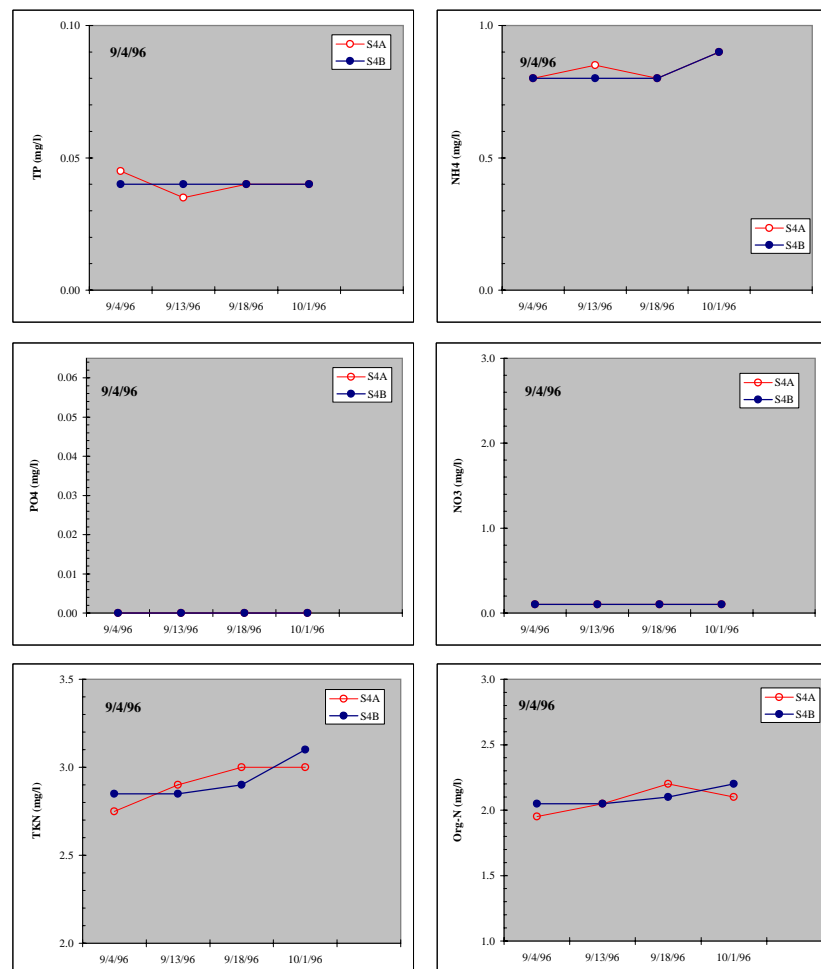 0.10
9/4/96
S4A
S4B
TP (mg/l)
0.05
0.00
9/4/96 9/13/96 9/18/96 10/1/96
1.0
9/4/96
NH4 (mg/l)
0.5
S4A
S4B
0.0
9/4/96 9/13/96 9/18/96 10/1/96
0.06
9/4/96
S4A
S4B
0.05
0.04
PO4 (mg/l)
0.03
0.02
0.01
0.00
9/4/96 9/13/96 9/18/96 10/1/96
3.0
9/4/96
S4A
S4B
2.0
NO3 (mg/l)
1.0
0.0
9/4/96 9/13/96 9/18/96 10/1/96
3.5
9/4/96
S4A
S4B
3.0
TKN (mg/l)
2.5
2.0
9/4/96 9/13/96 9/18/96 10/1/96
3.0
9/4/96
S4A
S4B
2.5
Org-N (mg/l)
2.0
1.5
1.0
9/4/96 9/13/96 9/18/96 10/1/96